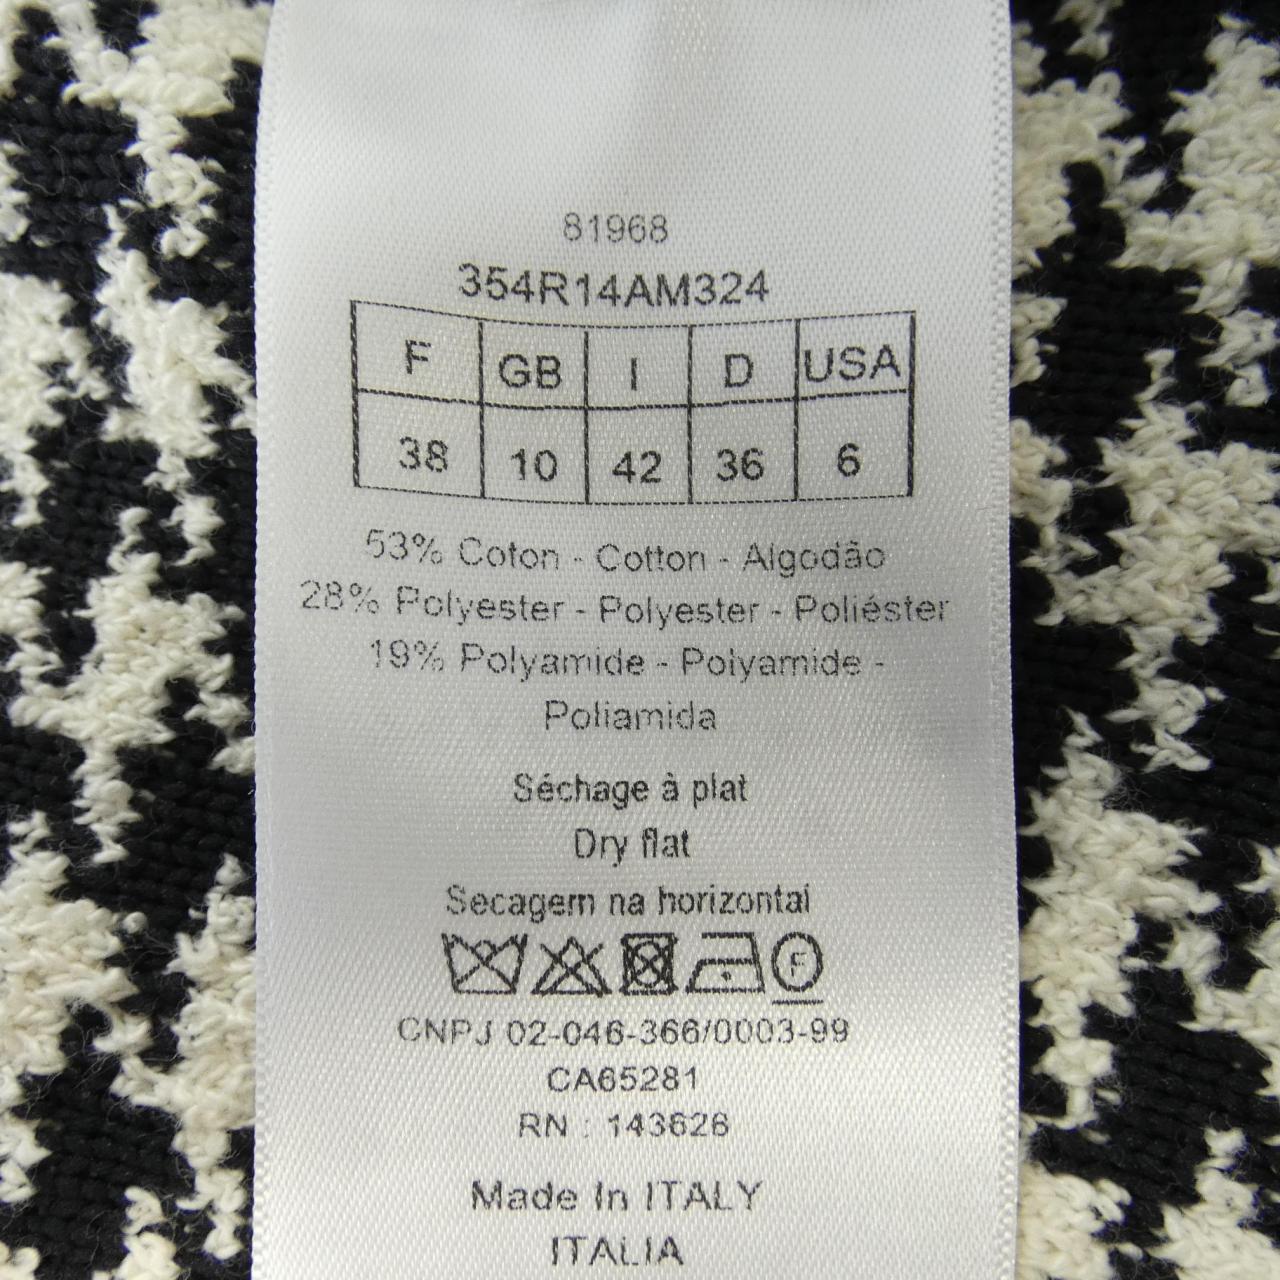 81968
354R14AM324
F GB I D USA
38 10 42 36 6
53% Coton - Cotton - Algodão
28% Polyester - Polyester - Poliéster
19% Polyamide - Polyamide -
Poliamida
Séchage à plat
Dry flat
Secagem na horizontal
F
CNPJ 02-046-366/0003-99
CA65281
RN : 143626
Made In ITALY
ITALIA